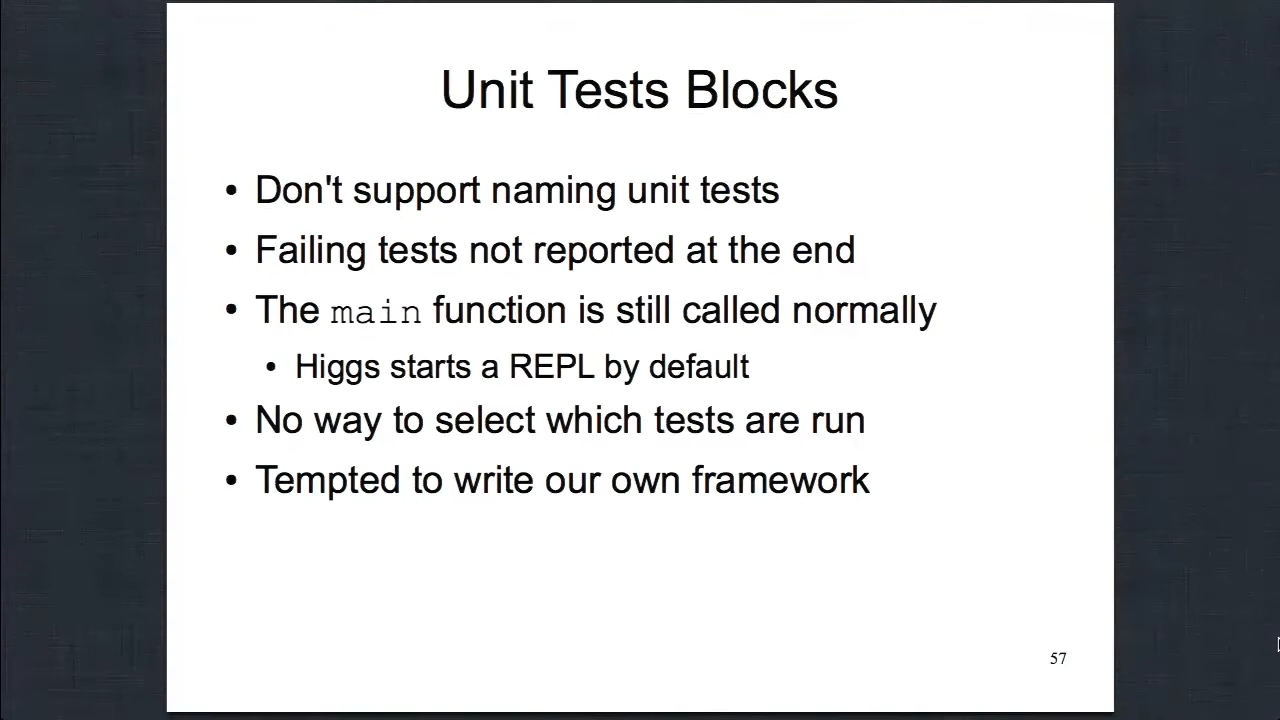 Unit Tests Blocks
• Don't support naming unit tests
• Failing tests not reported at the end
• The main function is still called normally
• Higgs starts a REPL by default
• No way to select which tests are run
• Tempted to write our own framework
57